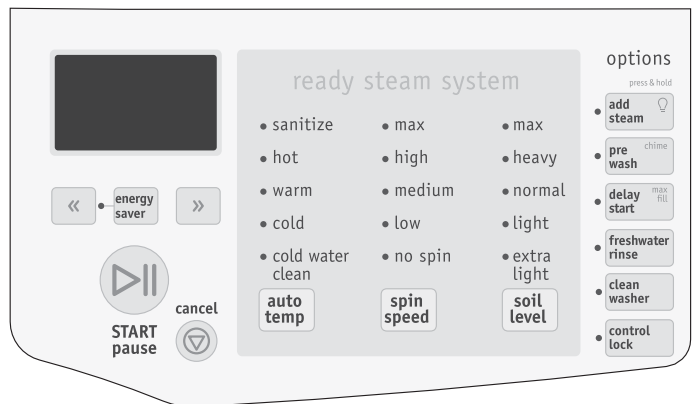 ready steam system
sanitize
hot
warm
cold
cold water
clean
auto
temp
max
high
medium
low
no spin
spin
speed
max
heavy
normal
light
extra
light
soil
level
«
energy
saver
»
START
pause
cancel
options
press & hold
add
steam
pre
wash
chime
delay
start
max
fill
freshwater
rinse
clean
washer
control
lock